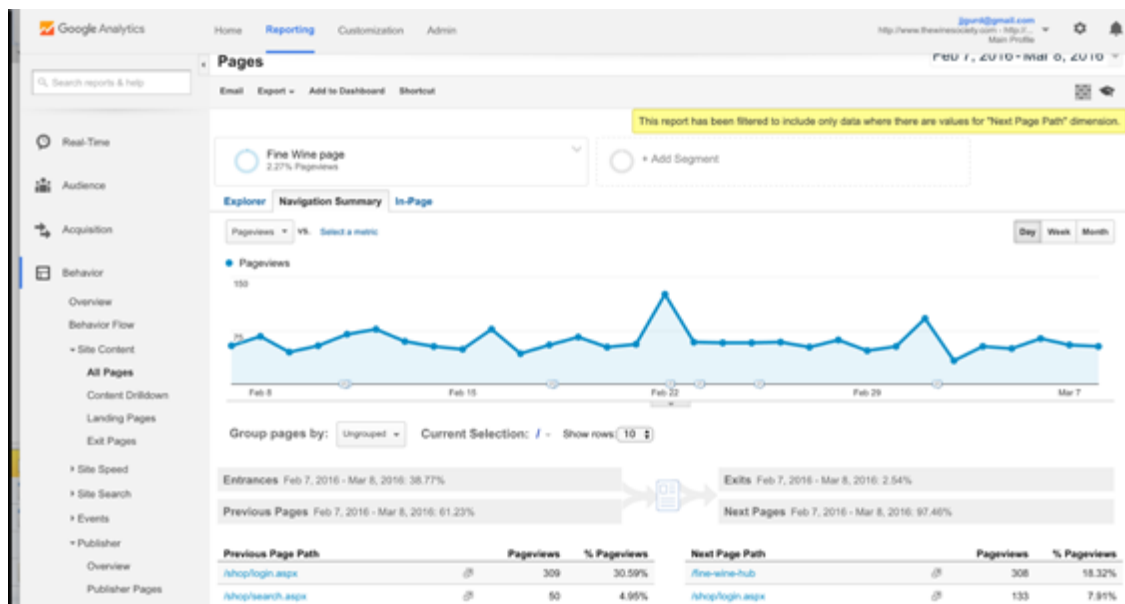 Google Analytics
Home Reporting Customization Admin
jjgurd@gmail.com
http://www.thewinesociety.com - http://...
Main Profile
Search reports & help
Pages
Feb 7, 2016 - Mar 8, 2016
Email Export Add to Dashboard Shortcut
This report has been filtered to include only data where there are values for "Next Page Path" dimension.
Real-Time
Audience
Acquisition
Behavior
Overview
Behavior Flow
Site Content
All Pages
Content Drilldown
Landing Pages
Exit Pages
Site Speed
Site Search
Events
Publisher
Overview
Publisher Pages
Fine Wine page
2.27% Pageviews
+ Add Segment
Explorer Navigation Summary In-Page
Pageviews VS. Select a metric
Day Week Month
Pageviews
150
75
Feb 8 Feb 15 Feb 22 Feb 29 Mar 7
Group pages by: Ungrouped Current Selection: / Show rows: 10
Entrances Feb 7, 2016 - Mar 8, 2016: 38.77%
Exits Feb 7, 2016 - Mar 8, 2016: 2.54%
Previous Pages Feb 7, 2016 - Mar 8, 2016: 61.23%
Next Pages Feb 7, 2016 - Mar 8, 2016: 97.46%
Previous Page Path Pageviews % Pageviews
/shop/login.aspx 309 30.59%
/shop/search.aspx 50 4.95%
Next Page Path Pageviews % Pageviews
/fine-wine-hub 308 18.32%
/shop/login.aspx 133 7.91%